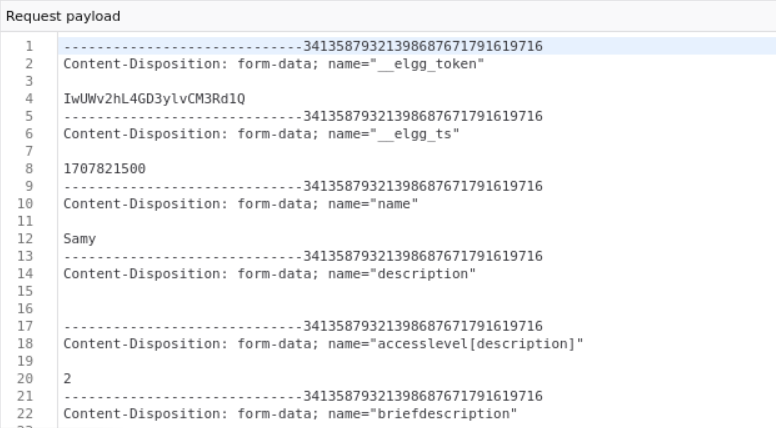 Request payload
1 -----------------------------341358793213986876717​91619716
2 Content-Disposition: form-data; name="__elgg_token"
3
4 IwUWv2hL4GD3ylvCM3Rd1Q
5 -----------------------------34135879321398687671791619716
6 Content-Disposition: form-data; name="__elgg_ts"
7
8 1707821500
9 -----------------------------34135879321398687671791619716
10 Content-Disposition: form-data; name="name"
11
12 Samy
13 -----------------------------34135879321398687671791619716
14 Content-Disposition: form-data; name="description"
15
16
17 -----------------------------34135879321398687671791619716
18 Content-Disposition: form-data; name="accesslevel[description]"
19
20 2
21 -----------------------------34135879321398687671791619716
22 Content-Disposition: form-data; name="briefdescription"